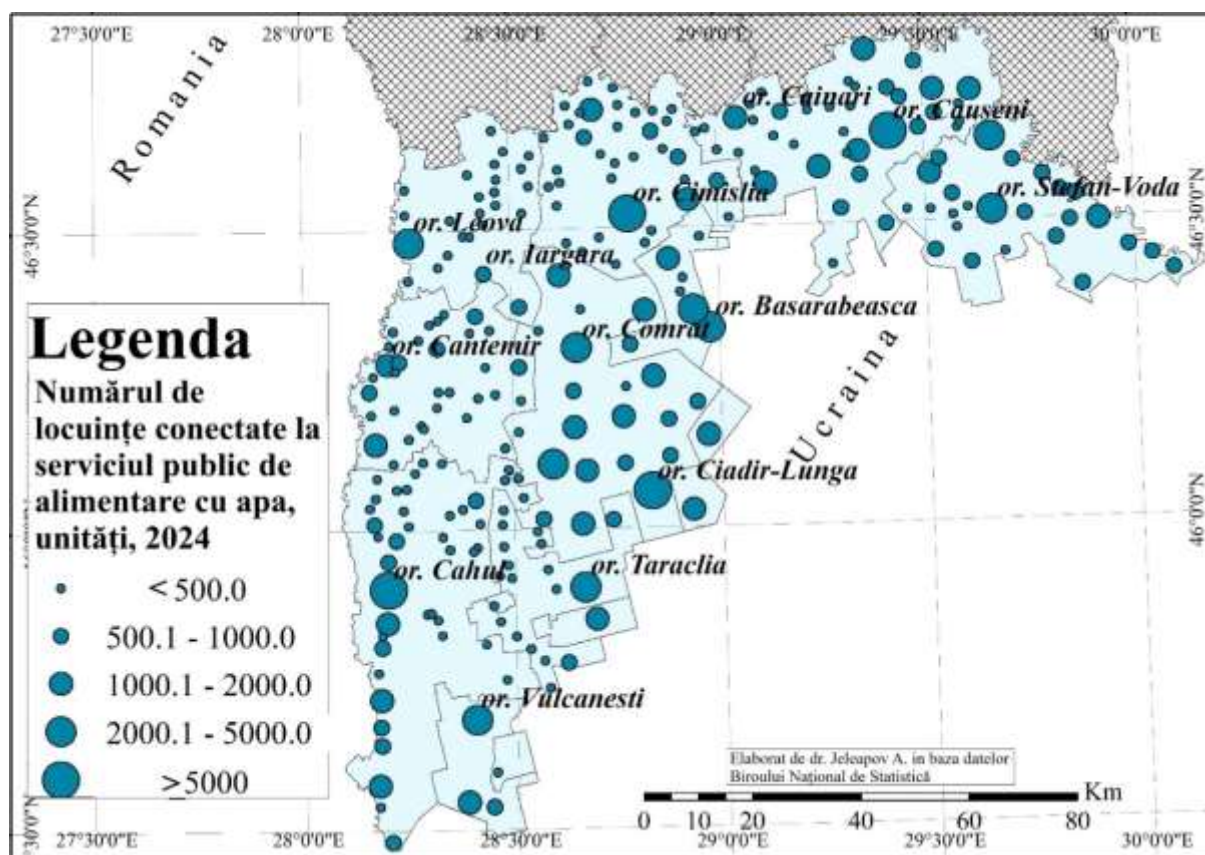 27°30'0"E
28°0'0"E
28°30'0"E
29°0'0"E
29°30'0"E
30°0'0"E
Romania
or. Cainari
or. Causeni
or. Stefan-Voda
or. Cimislia
46°30'0"N
or. Leova
46°30'0"N
or. Iargara
or. Basarabeasca
or. Comrat
Legenda
or. Cantemir
Ucraina
Numărul de
locuințe conectate la
serviciul public de
alimentare cu apa,
unități, 2024
or. Ciadir-Lunga
46°0'0"N
< 500.0
or. Cahul
or. Taraclia
500.1 - 1000.0
1000.1 - 2000.0
or. Vulcanesti
2000.1 - 5000.0
>5000
Elaborat de dr. Jeleapov A. in baza datelor
Biroului Național de Statistică
Km
0 10 20 40 60 80
27°30'0"E
28°0'0"E
28°30'0"E
29°0'0"E
29°30'0"E
30°0'0"E